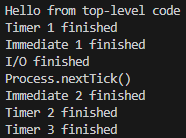 Hello from top-level code
Timer 1 finished
Immediate 1 finished
I/O finished
Process.nextTick()
Immediate 2 finished
Timer 2 finished
Timer 3 finished